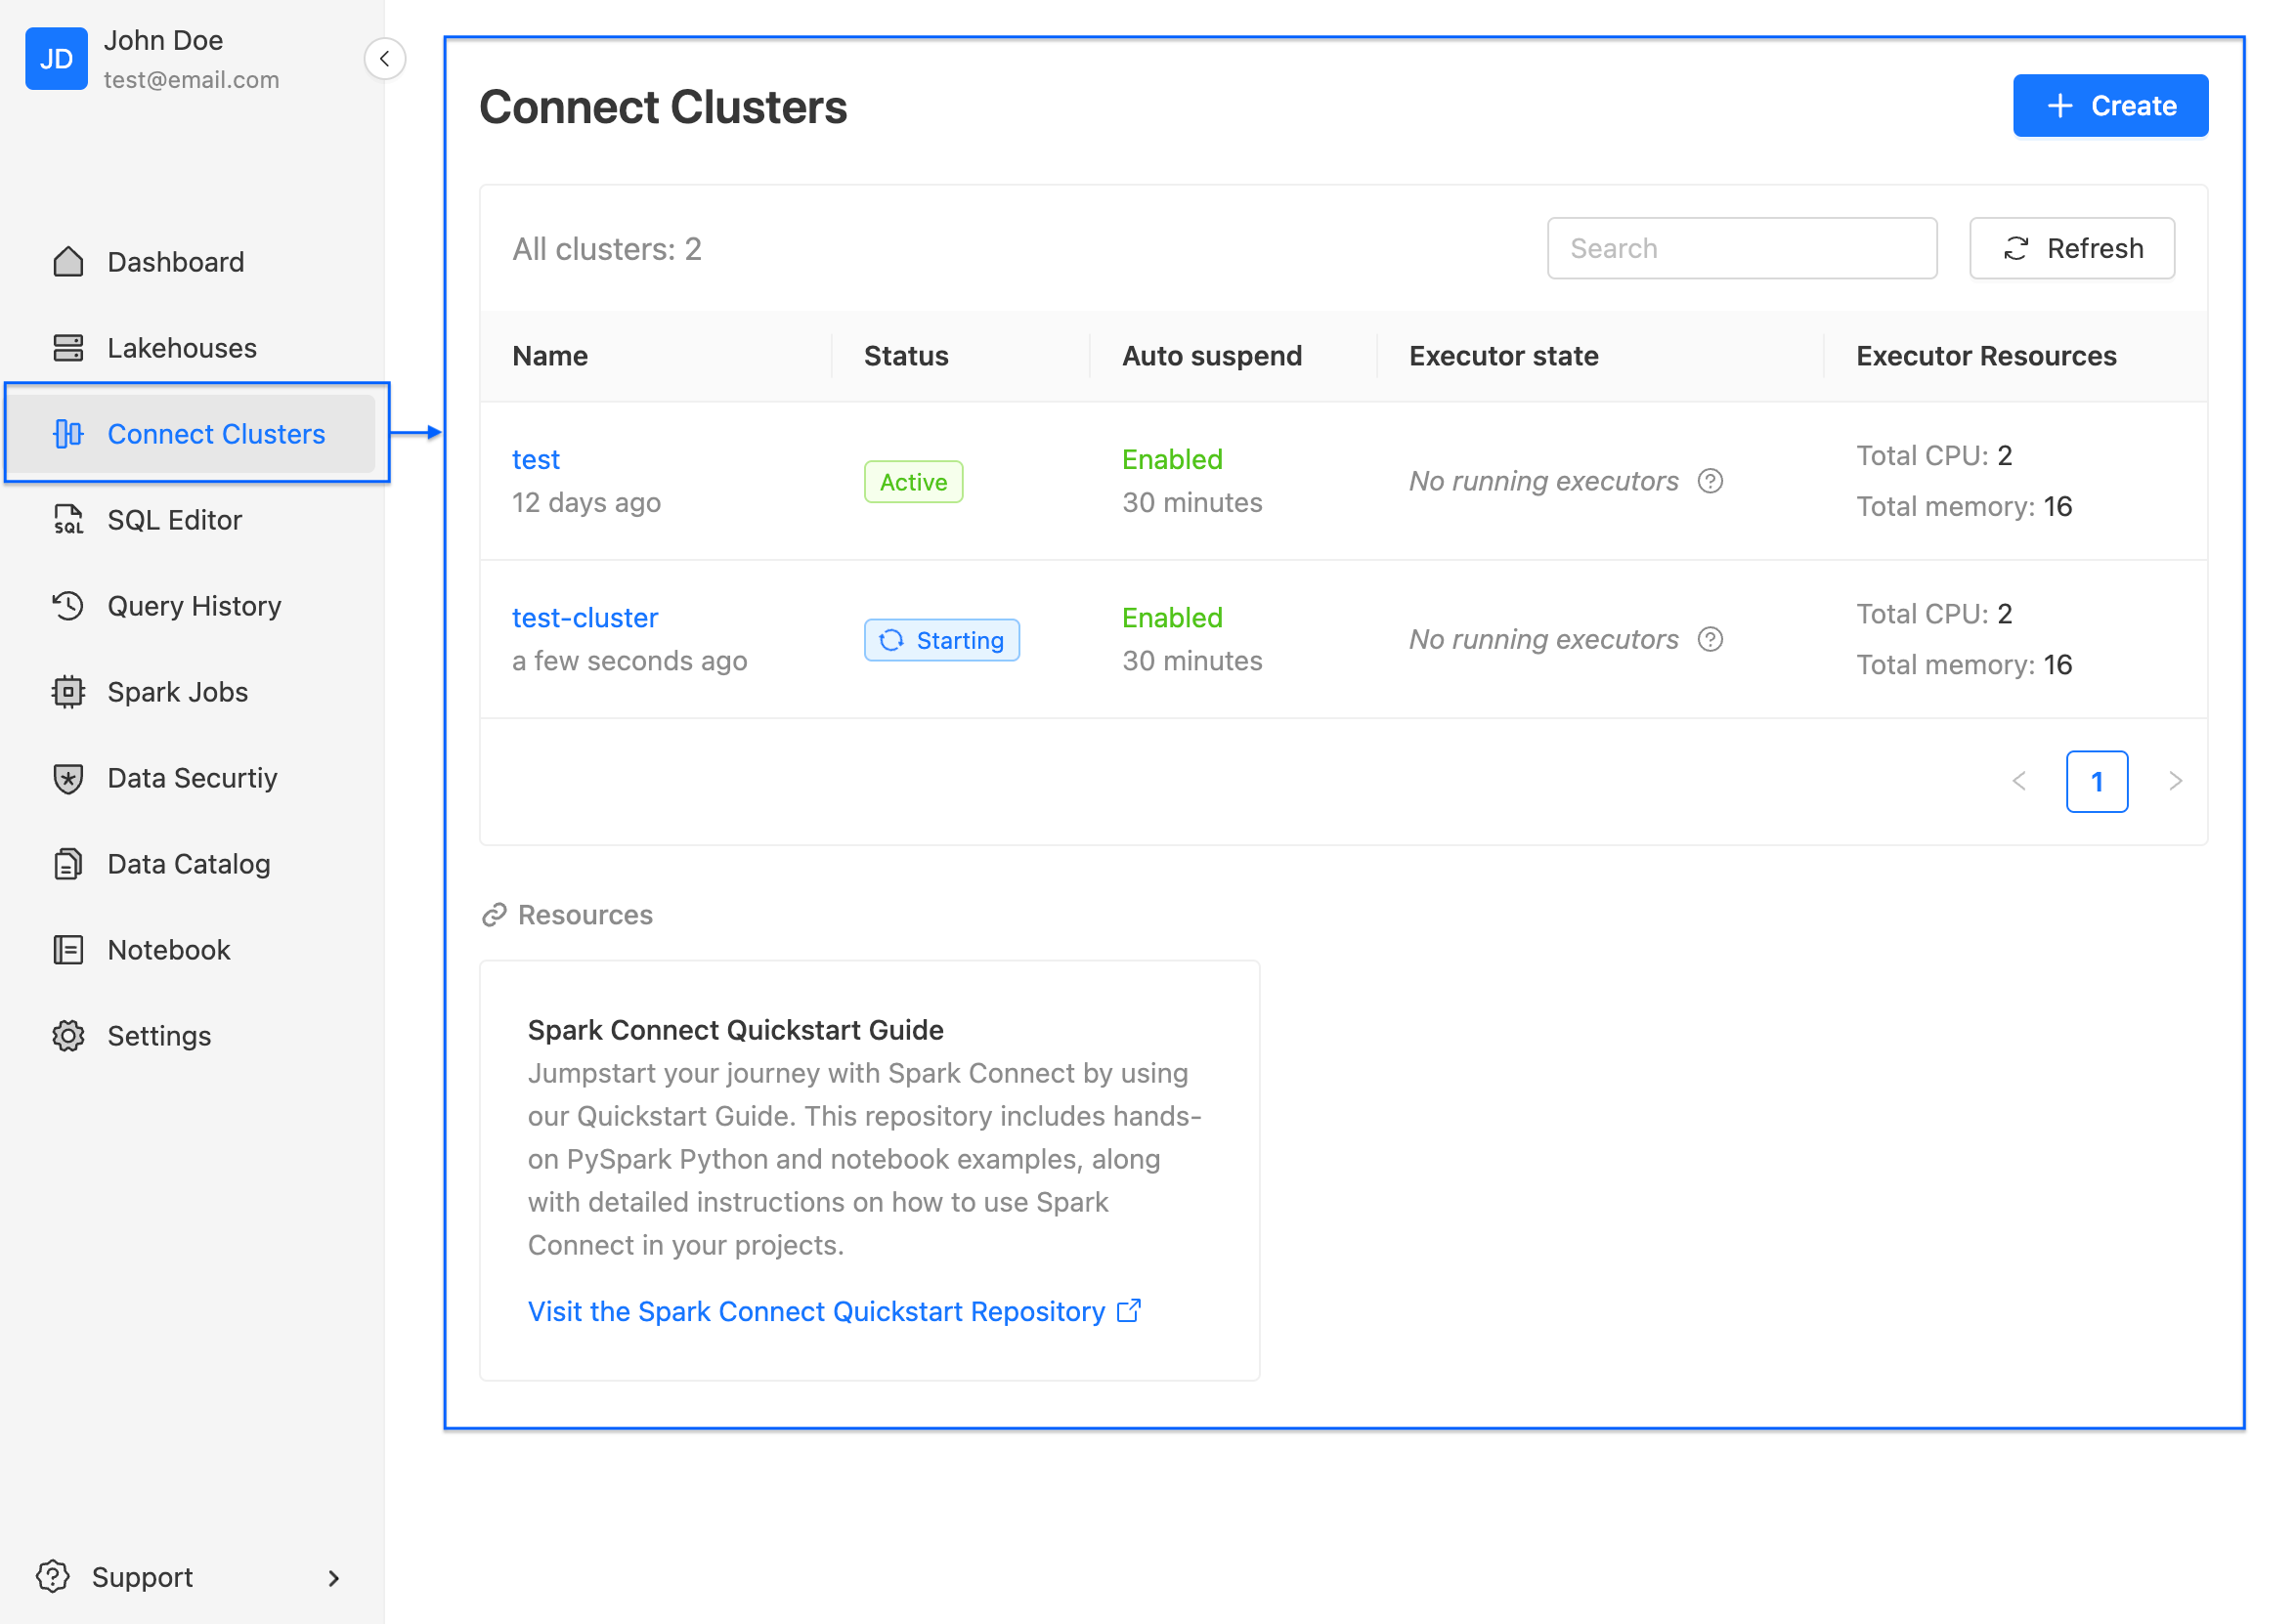 JD
John Doe
test@email.com
Dashboard
Lakehouses
Connect Clusters
SQL
SQL Editor
Query History
Spark Jobs
Data Securtiy
Data Catalog
Notebook
Settings
Support
Connect Clusters
Create
All clusters: 2
Search
Refresh
Name Status Auto suspend Executor state Executor Resources
test
12 days ago
Active
Enabled
30 minutes
No running executors
Total CPU: 2
Total memory: 16
test-cluster
a few seconds ago
Starting
Enabled
30 minutes
No running executors
Total CPU: 2
Total memory: 16
1
Resources
Spark Connect Quickstart Guide
Jumpstart your journey with Spark Connect by using
our Quickstart Guide. This repository includes hands-
on PySpark Python and notebook examples, along
with detailed instructions on how to use Spark
Connect in your projects.
Visit the Spark Connect Quickstart Repository